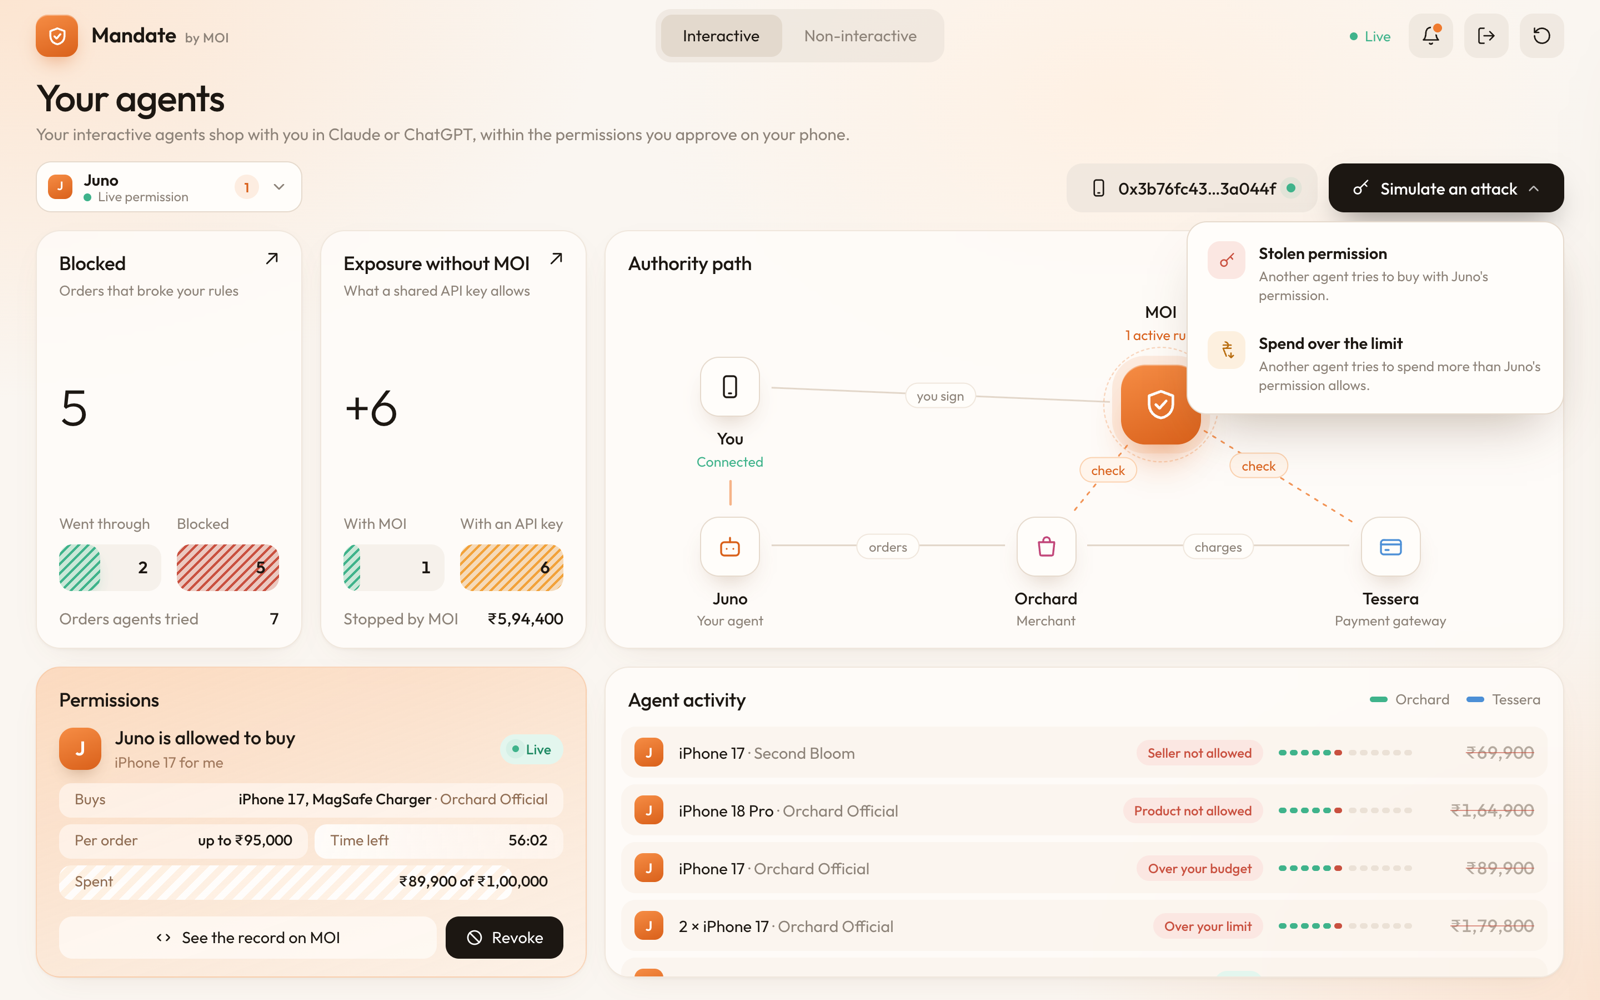 Mandate by MOI
Interactive
Non-interactive
Live
Your agents
Your interactive agents shop with you in Claude or ChatGPT, within the permissions you approve on your phone.
J
Juno
Live permission
1
0x3b76fc43...3a044f
Simulate an attack
Stolen permission
Another agent tries to buy with Juno's
permission.
Spend over the limit
Another agent tries to spend more than Juno's
permission allows.
Blocked
Orders that broke your rules
5
Went through
Blocked
2
5
Orders agents tried 7
Exposure without MOI
What a shared API key allows
+6
With MOI
With an API key
1
6
Stopped by MOI ₹5,94,400
Authority path
MOI
1 active ru
You
Connected
you sign
check
check
orders
charges
Juno
Your agent
Orchard
Merchant
Tessera
Payment gateway
Permissions
J
Juno is allowed to buy
iPhone 17 for me
Live
Buys iPhone 17, MagSafe Charger · Orchard Official
Per order up to ₹95,000
Time left 56:02
Spent ₹89,900 of ₹1,00,000
See the record on MOI
Revoke
Agent activity
Orchard
Tessera
J iPhone 17 · Second Bloom Seller not allowed ₹69,900
J iPhone 18 Pro · Orchard Official Product not allowed ₹1,64,900
J iPhone 17 · Orchard Official Over your budget ₹89,900
J 2 × iPhone 17 · Orchard Official Over your limit ₹1,79,800